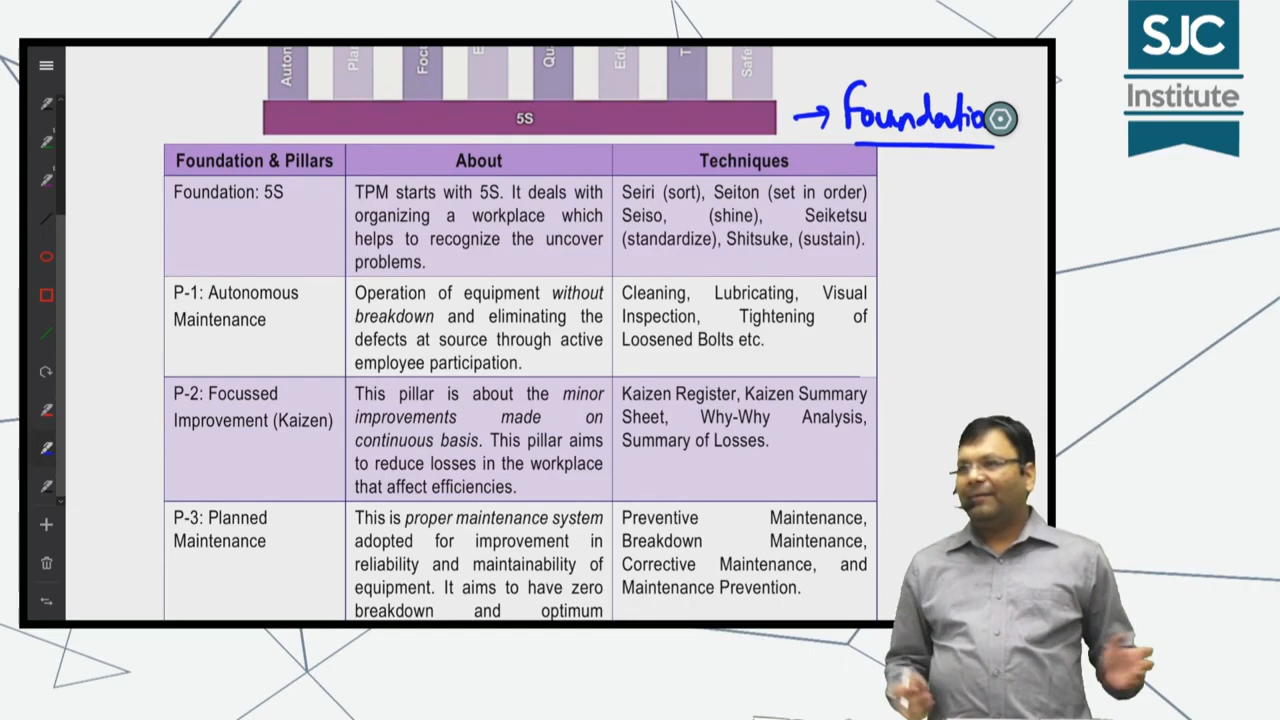 SJC
Institute
Auton
Plan
Foc
E
Qu
Edu
T
Safe
5S
→ Foundatio
Foundation & Pillars
About
Techniques
Foundation: 5S
TPM starts with 5S. It deals with
organizing a workplace which
helps to recognize the uncover
problems.
Seiri (sort), Seiton (set in order)
Seiso, (shine), Seiketsu
(standardize), Shitsuke, (sustain).
P-1: Autonomous
Maintenance
Operation of equipment without
breakdown and eliminating the
defects at source through active
employee participation.
Cleaning, Lubricating, Visual
Inspection, Tightening of
Loosened Bolts etc.
P-2: Focussed
Improvement (Kaizen)
This pillar is about the minor
improvements made on
continuous basis. This pillar aims
to reduce losses in the workplace
that affect efficiencies.
Kaizen Register, Kaizen Summary
Sheet, Why-Why Analysis,
Summary of Losses.
P-3: Planned
Maintenance
This is proper maintenance system
adopted for improvement in
reliability and maintainability of
equipment. It aims to have zero
breakdown and optimum
Preventive Maintenance,
Breakdown Maintenance,
Corrective Maintenance, and
Maintenance Prevention.